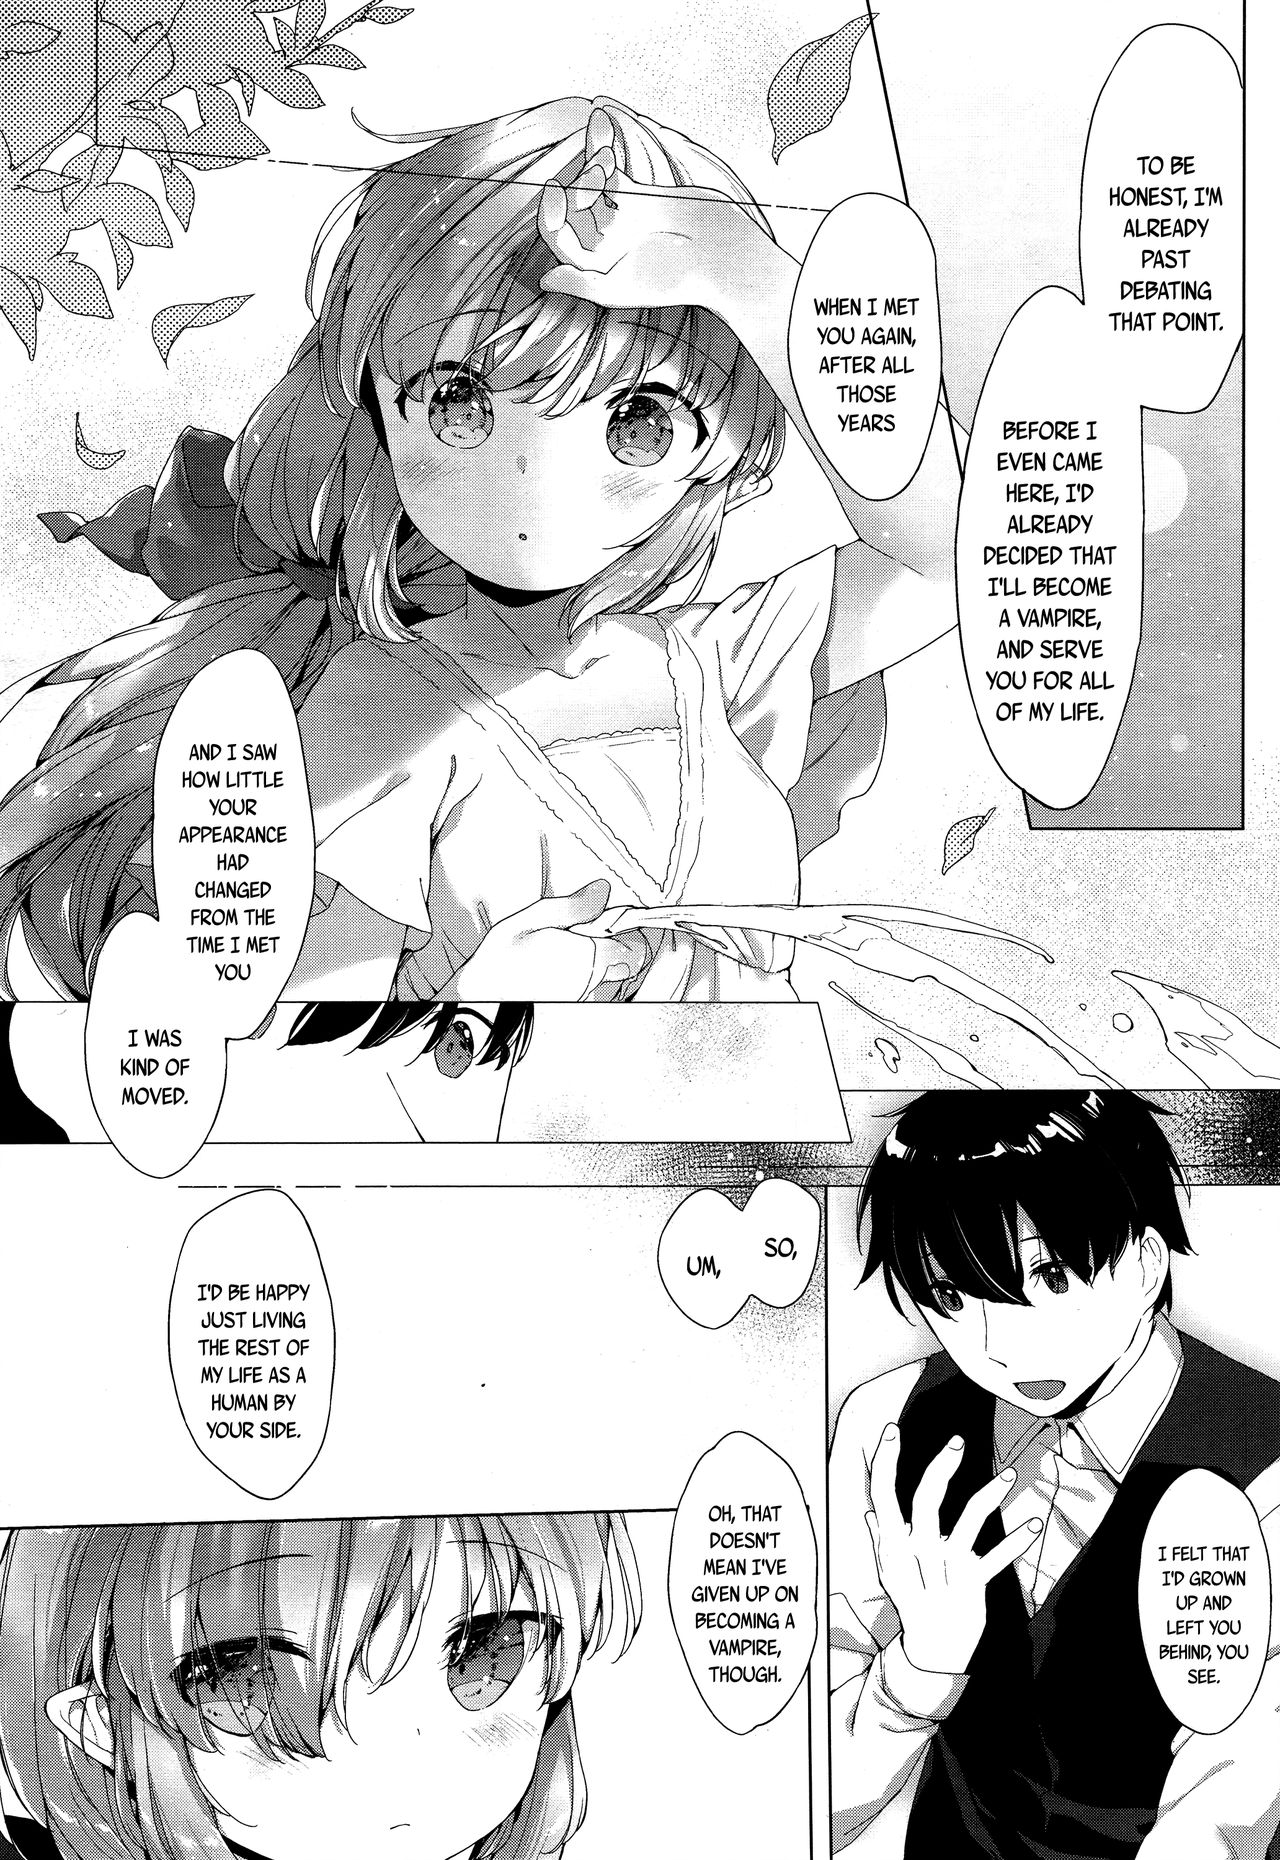 TO BE
HONEST, I'M
ALREADY
PAST
DEBATING
THAT POINT.
BEFORE I
EVEN CAME
HERE, I'D
ALREADY
DECIDED THAT
I'LL BECOME
A VAMPIRE,
AND SERVE
YOU FOR ALL
OF MY LIFE.
WHEN I MET
YOU AGAIN,
AFTER ALL
THOSE
YEARS
AND I SAW
HOW LITTLE
YOUR
APPEARANCE
HAD
CHANGED
FROM THE
TIME I MET
YOU
I WAS
KIND OF
MOVED.
I FELT THAT
I'D GROWN
UP AND
LEFT YOU
BEHIND, YOU
SEE.
SO,
UM,
I'D BE HAPPY
JUST LIVING
THE REST OF
MY LIFE AS A
HUMAN BY
YOUR SIDE.
OH, THAT
DOESN'T
MEAN I'VE
GIVEN UP ON
BECOMING A
VAMPIRE,
THOUGH.